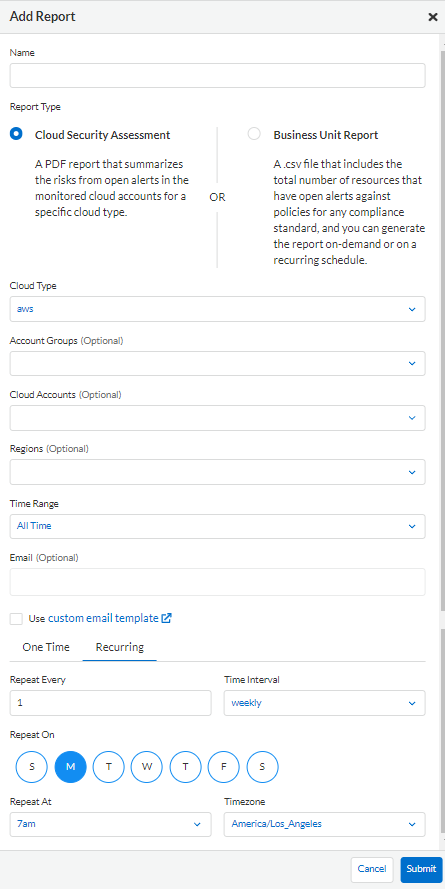 Add Report
Name
Report Type
Cloud Security Assessment
A PDF report that summarizes
the risks from open alerts in the
monitored cloud accounts for a
specific cloud type.
OR
Business Unit Report
A .csv file that includes the
total number of resources that
have open alerts against
policies for any compliance
standard, and you can generate
the report on-demand or on a
recurring schedule.
Cloud Type
aws
Account Groups (Optional)
Cloud Accounts (Optional)
Regions (Optional)
Time Range
All Time
Email (Optional)
Use custom email template
One Time Recurring
Repeat Every Time Interval
1 weekly
Repeat On
S M T W T F S
Repeat At Timezone
7am America/Los_Angeles
Cancel Submit